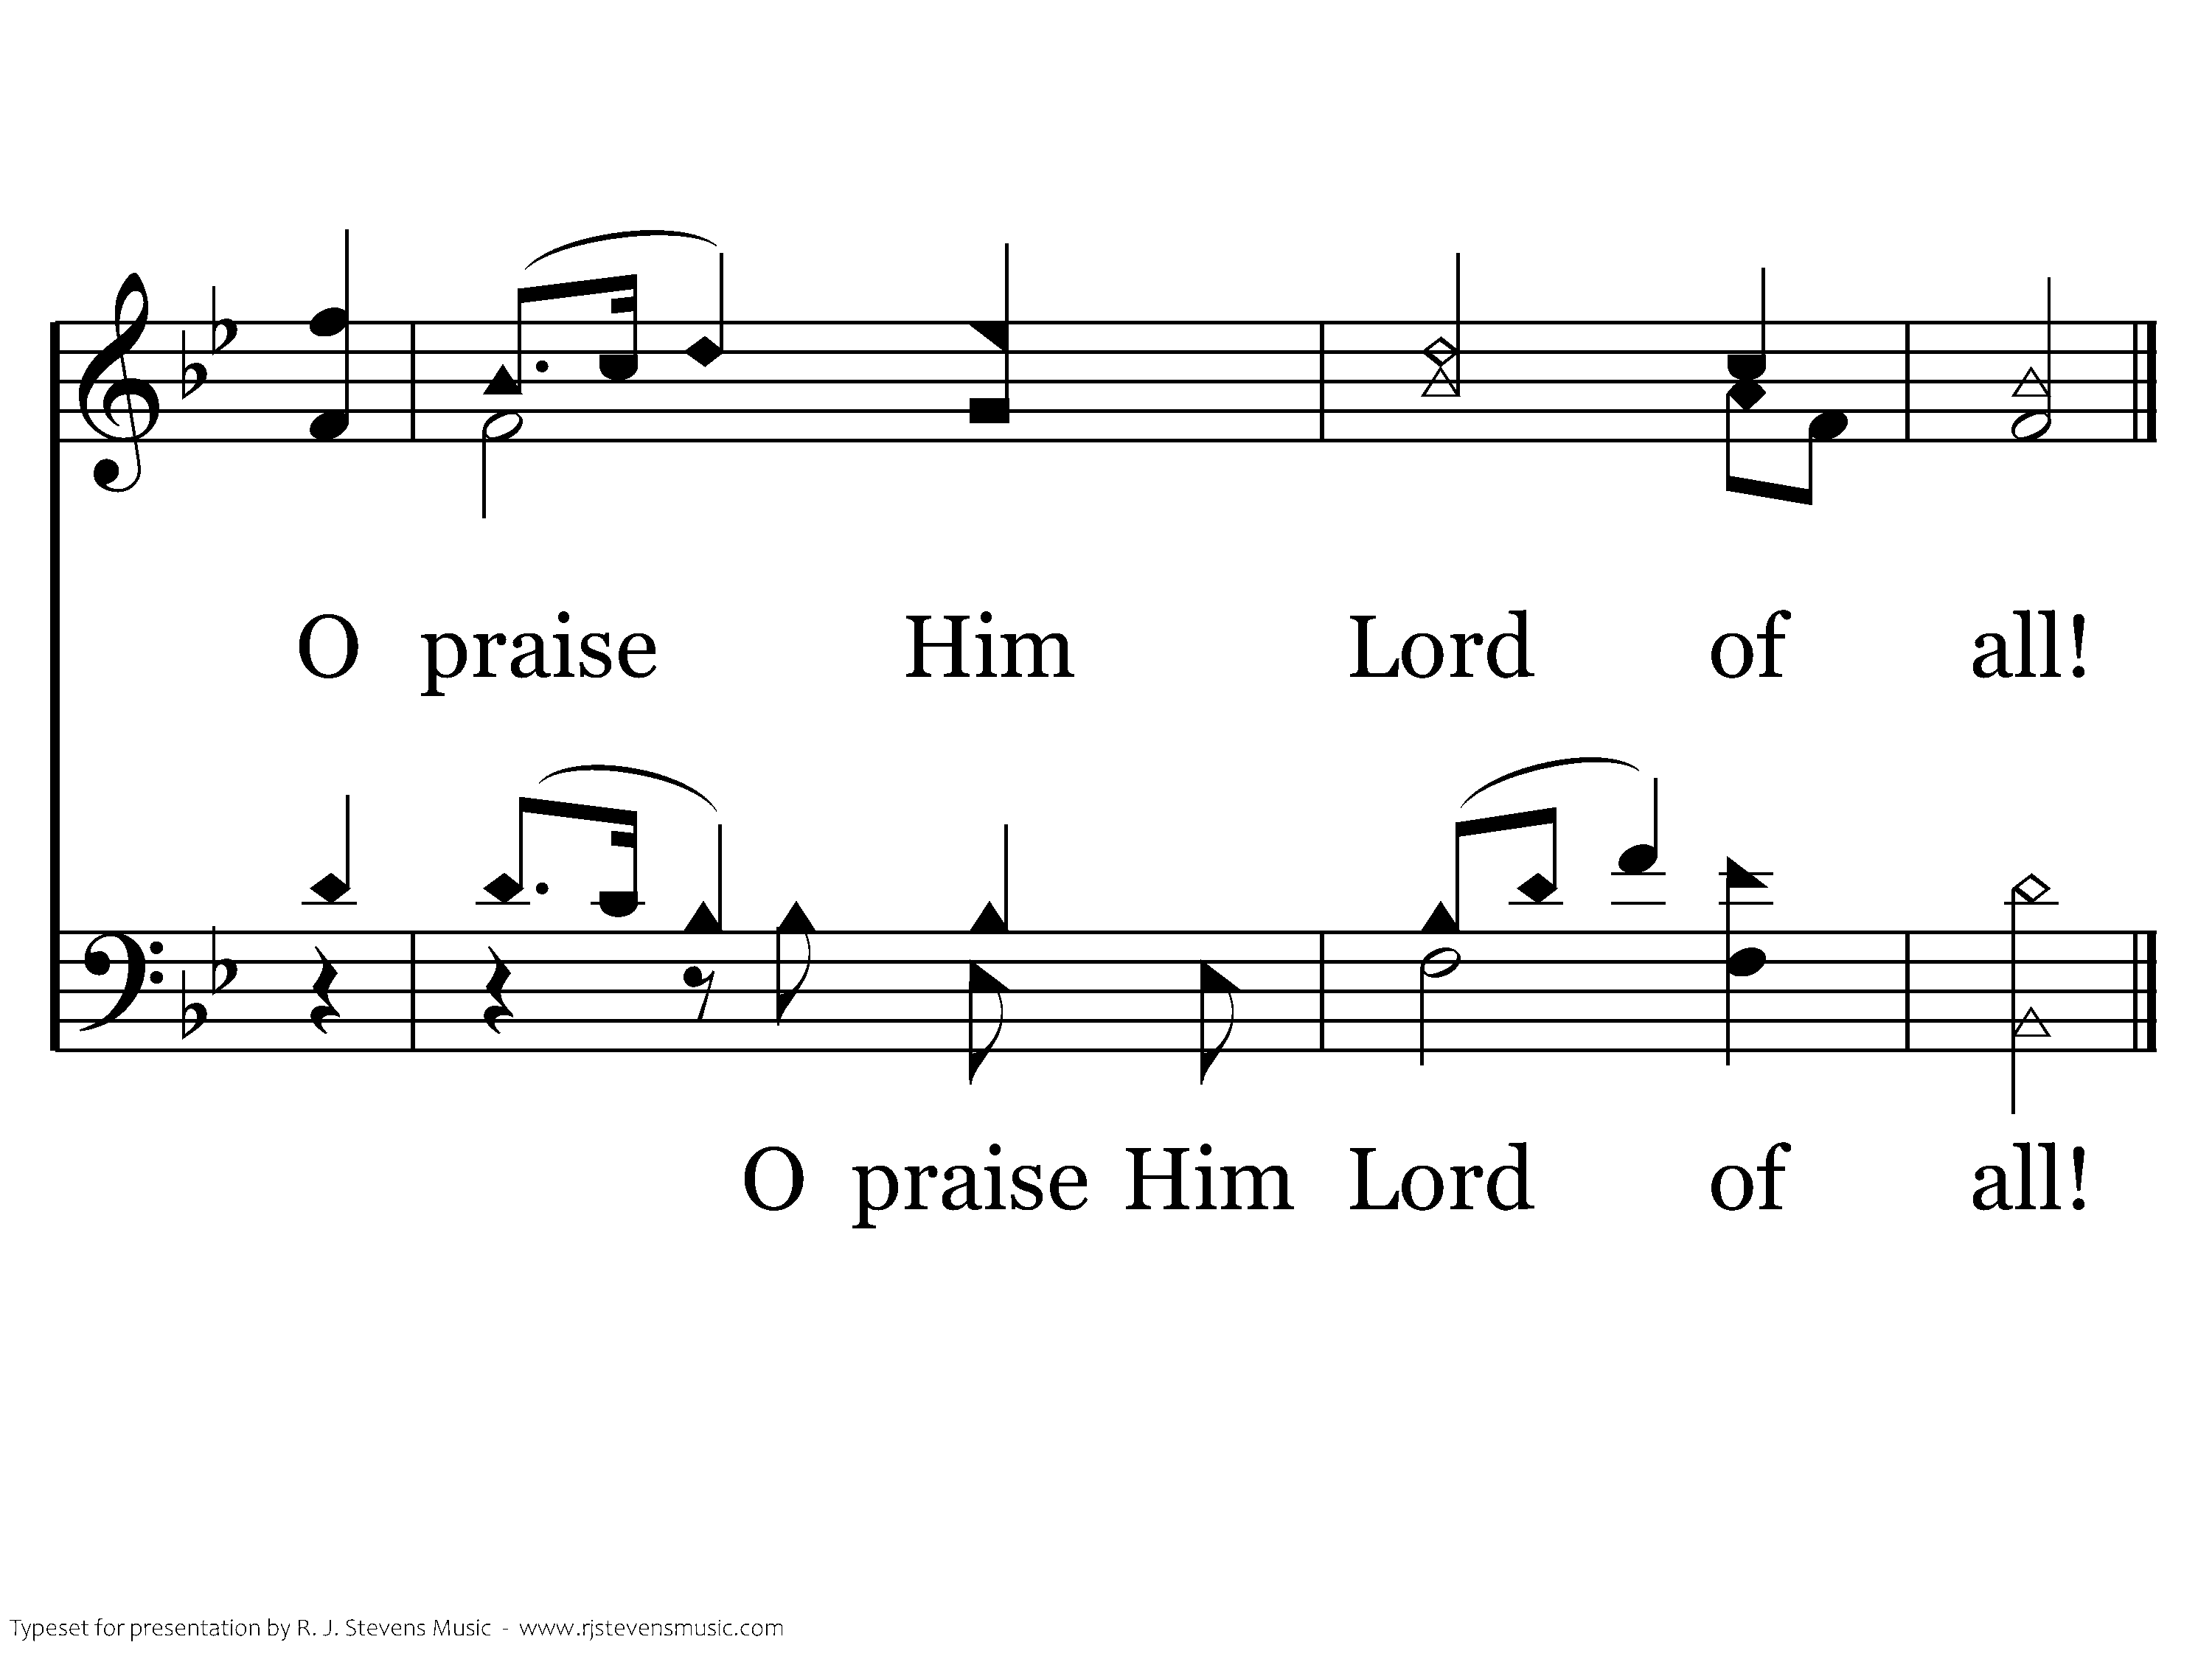 O praise Him Lord of all!
O praise Him Lord of all!
Typeset for presentation by R. J. Stevens Music - www.rjstevensmusic.com